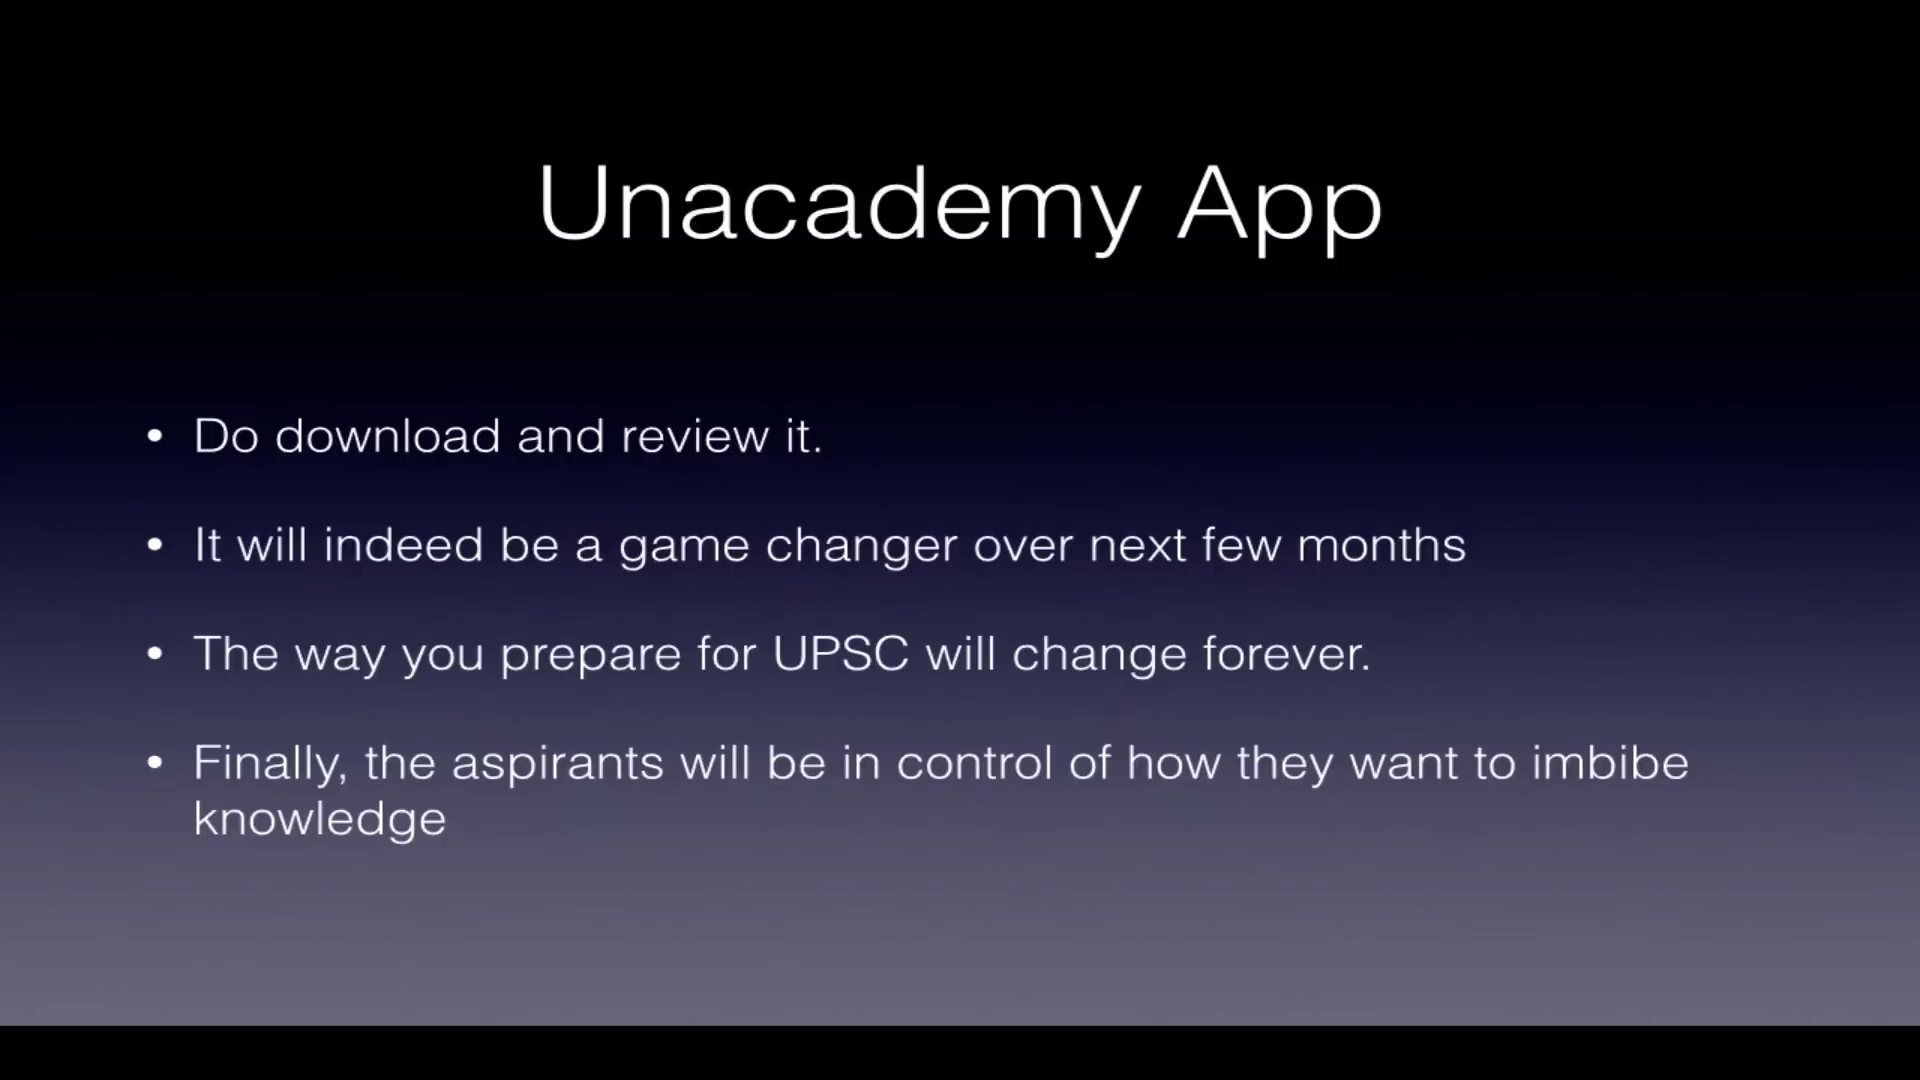 Unacademy App
• Do download and review it.
• It will indeed be a game changer over next few months
• The way you prepare for UPSC will change forever.
• Finally, the aspirants will be in control of how they want to imbibe
knowledge